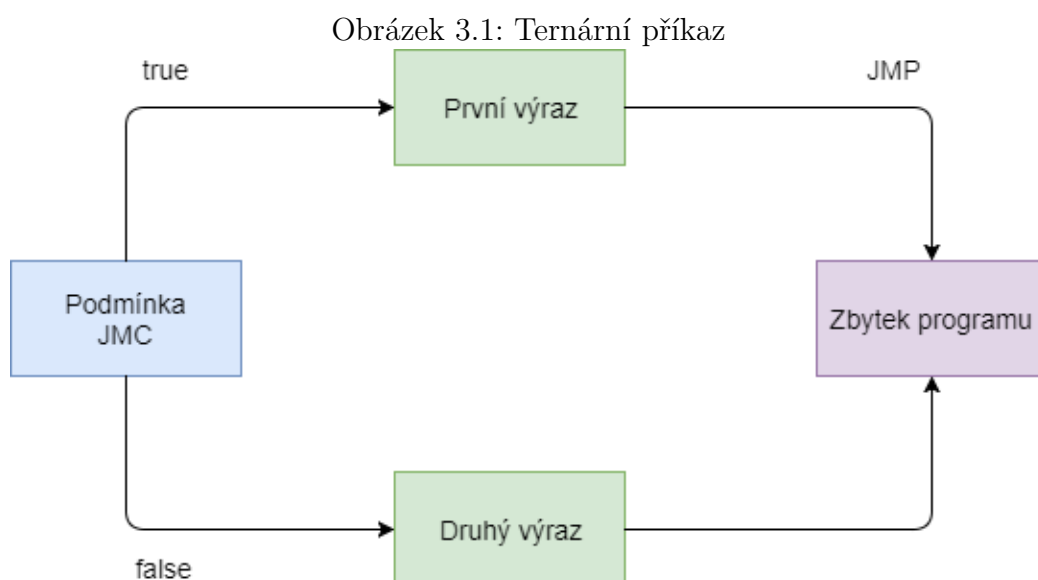 Obrázek 3.1: Ternární příkaz
true
JMP
První výraz
Podmínka
JMC
Zbytek programu
Druhý výraz
false